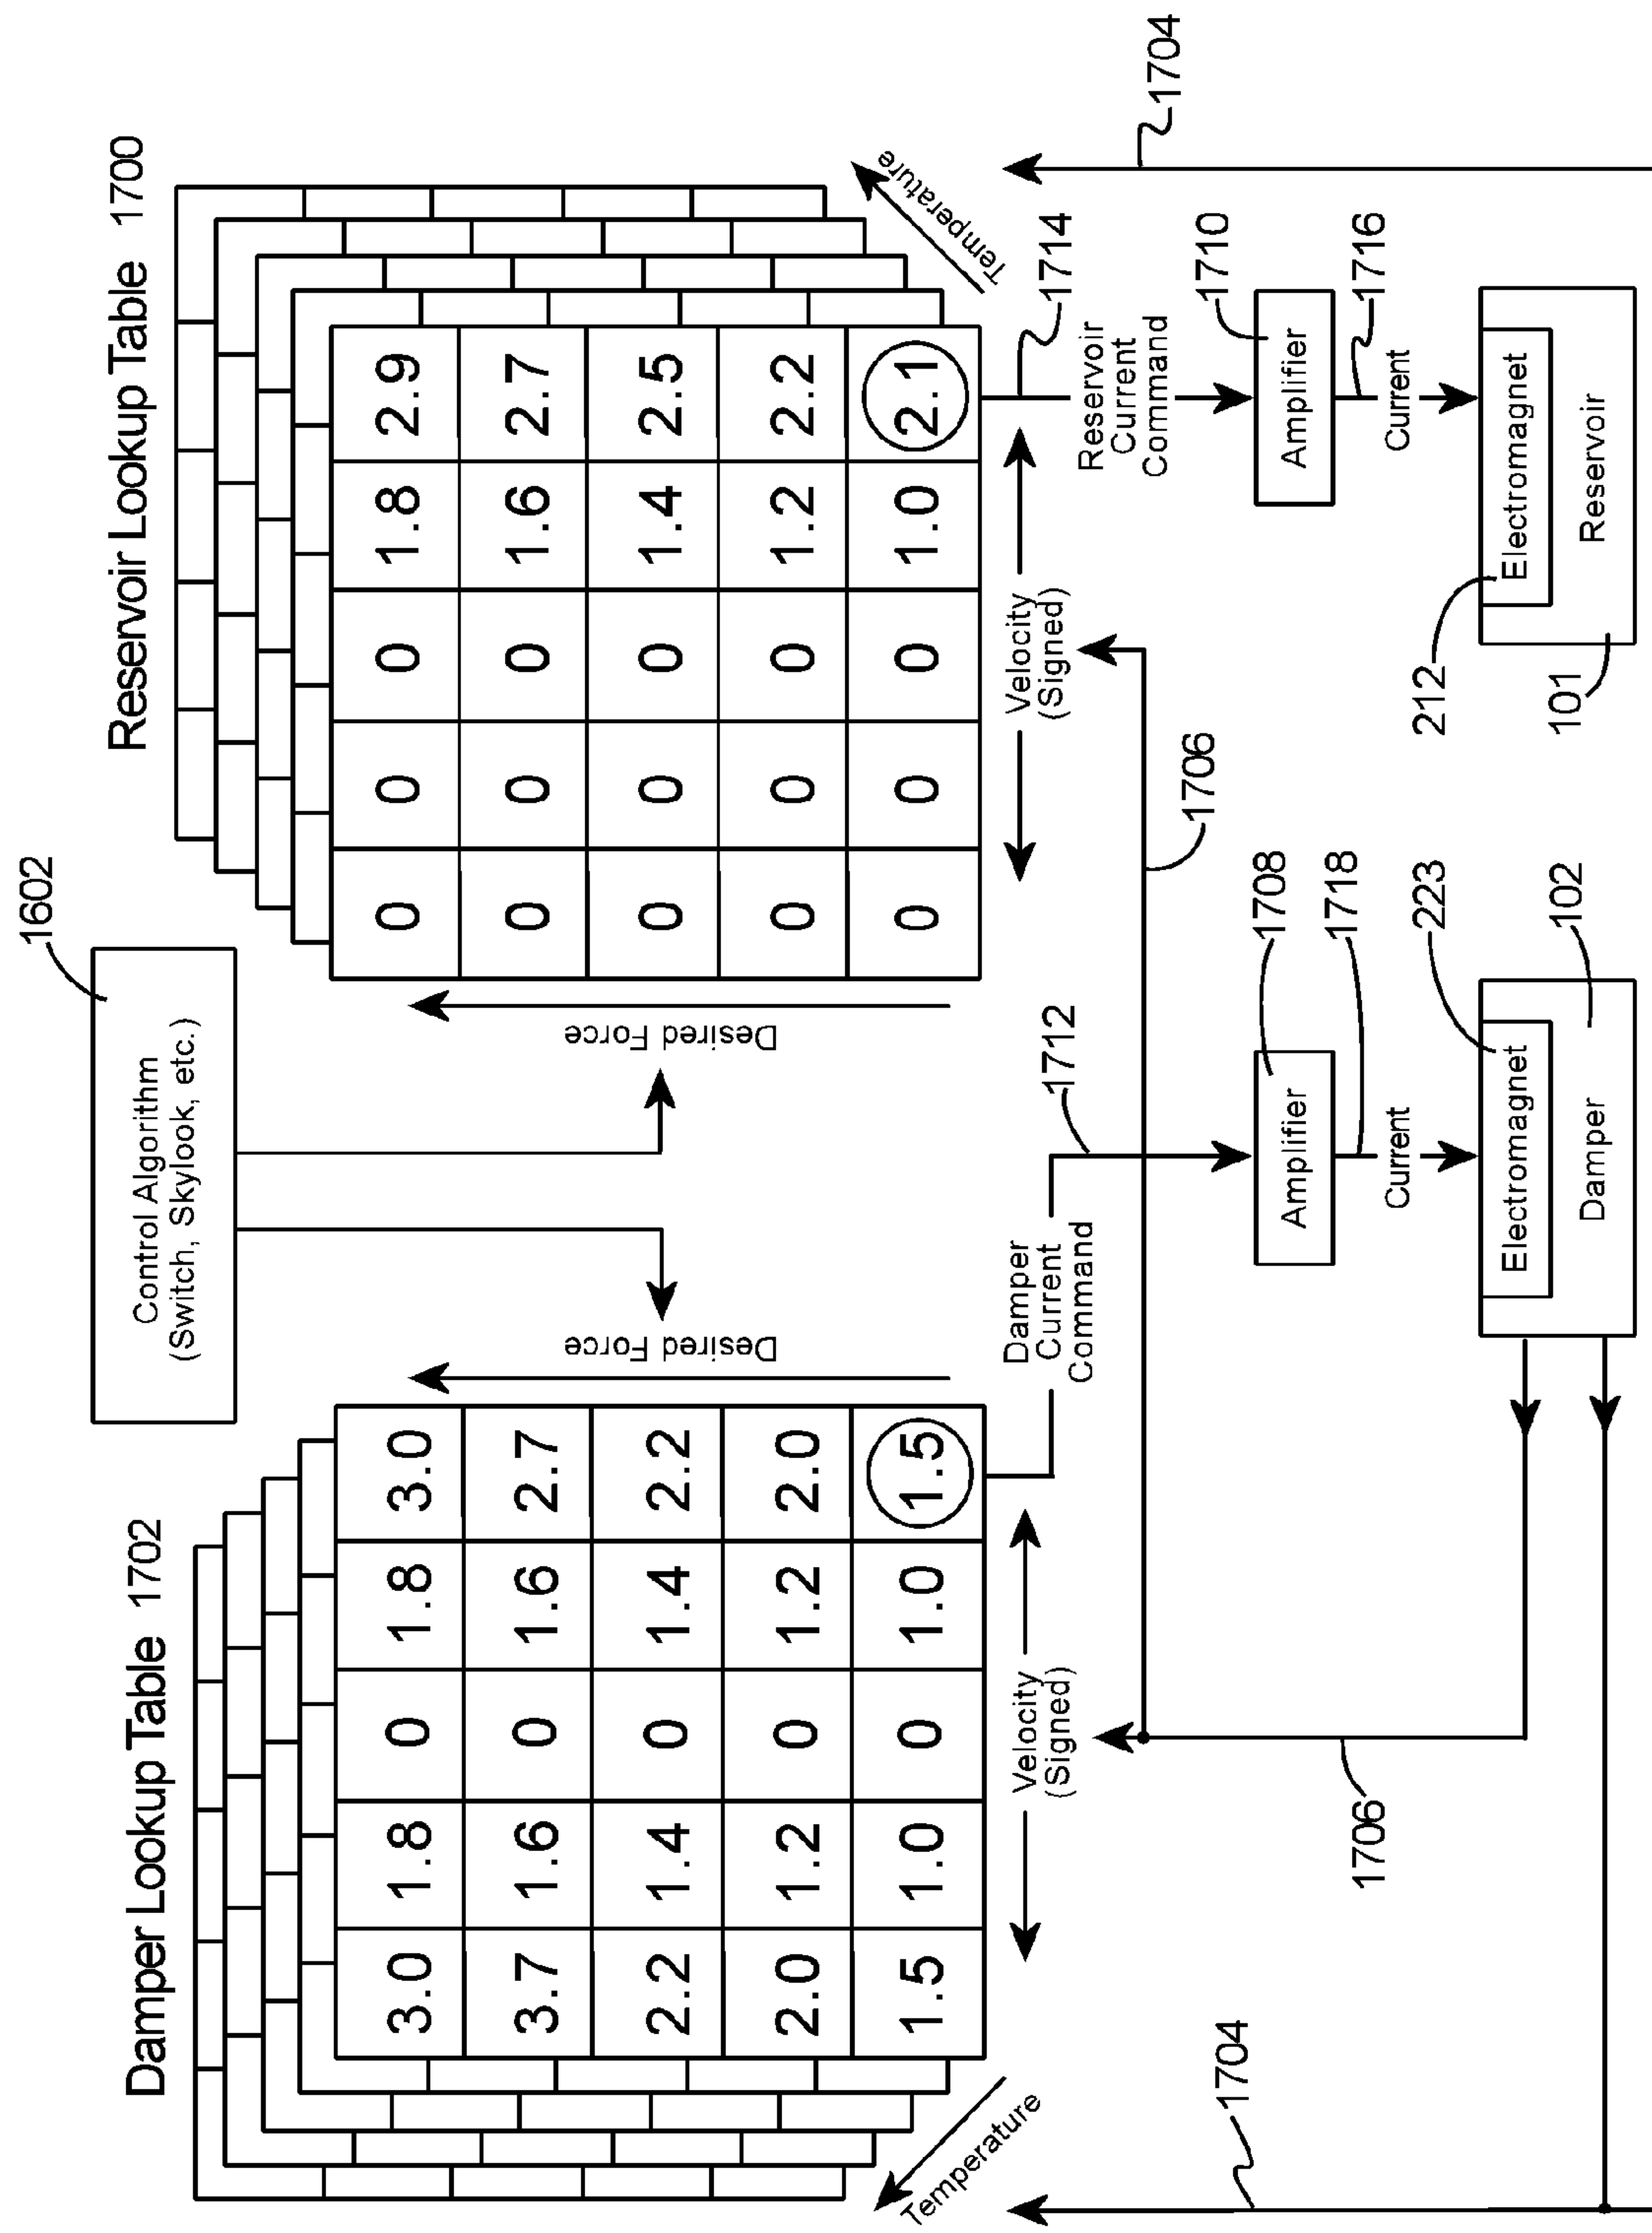 1602
Control Algorithm
(Switch, Skylook, etc.)
Damper Lookup Table 1702
3.0 1.8 0 1.8 3.0
3.7 1.6 0 1.6 2.7
2.2 1.4 0 1.4 2.2
2.0 1.2 0 1.2 2.0
1.5 1.0 0 1.0 1.5
Desired Force
Temperature
Velocity
(Signed)
Reservoir Lookup Table 1700
0 0 0 1.8 2.9
0 0 0 1.6 2.7
0 0 0 1.4 2.5
0 0 0 1.2 2.2
0 0 0 1.0 2.1
Desired Force
Temperature
Velocity
(Signed)
Damper
Current
Command
1712
Reservoir
Current
Command
1714
1704
1704
1706
1706
Amplifier
1708
Current
1718
Electromagnet
223
Damper
102
Amplifier
1710
Current
1716
Electromagnet
212
Reservoir
101